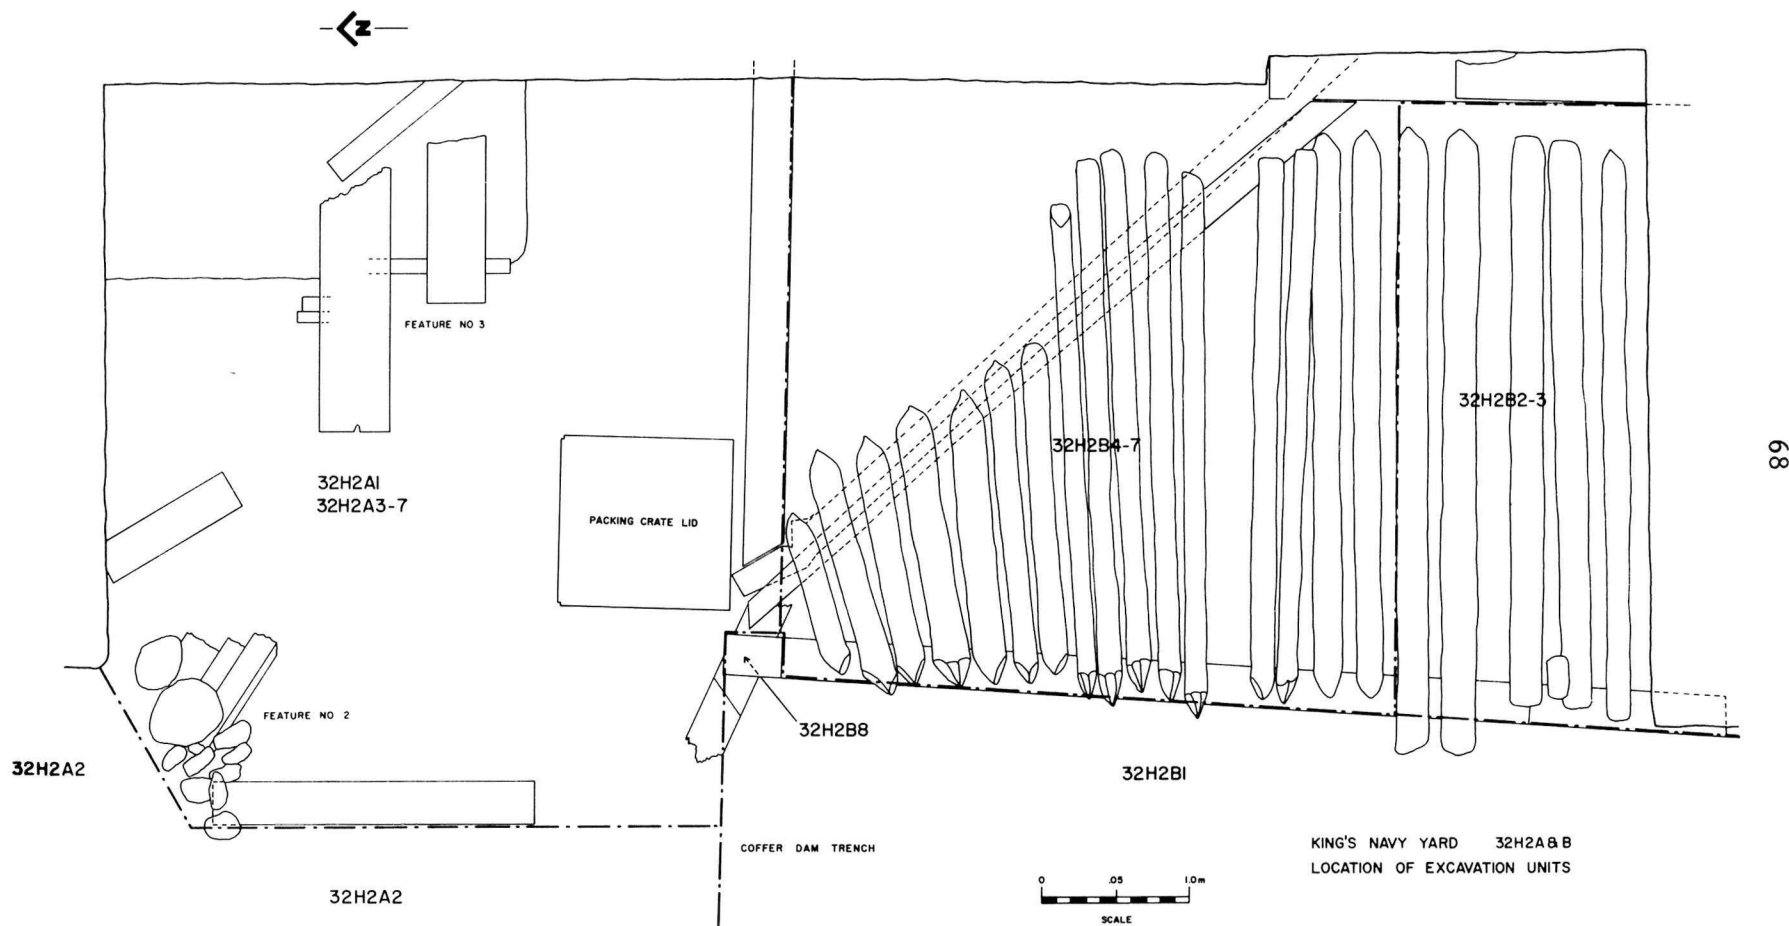 N
FEATURE NO 3
32H2A1
32H2A3-7
PACKING CRATE LID
32H2B4-7
32H2B2-3
68
FEATURE NO 2
32H2A2
32H2B8
32H2B1
COFFER DAM TRENCH
32H2A2
KING'S NAVY YARD 32H2A&B
LOCATION OF EXCAVATION UNITS
0 .05 1.0m
SCALE